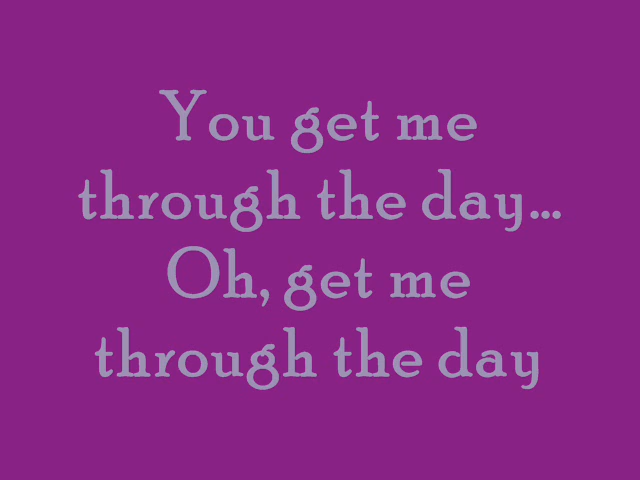 You get me
through the day...
Oh, get me
through the day